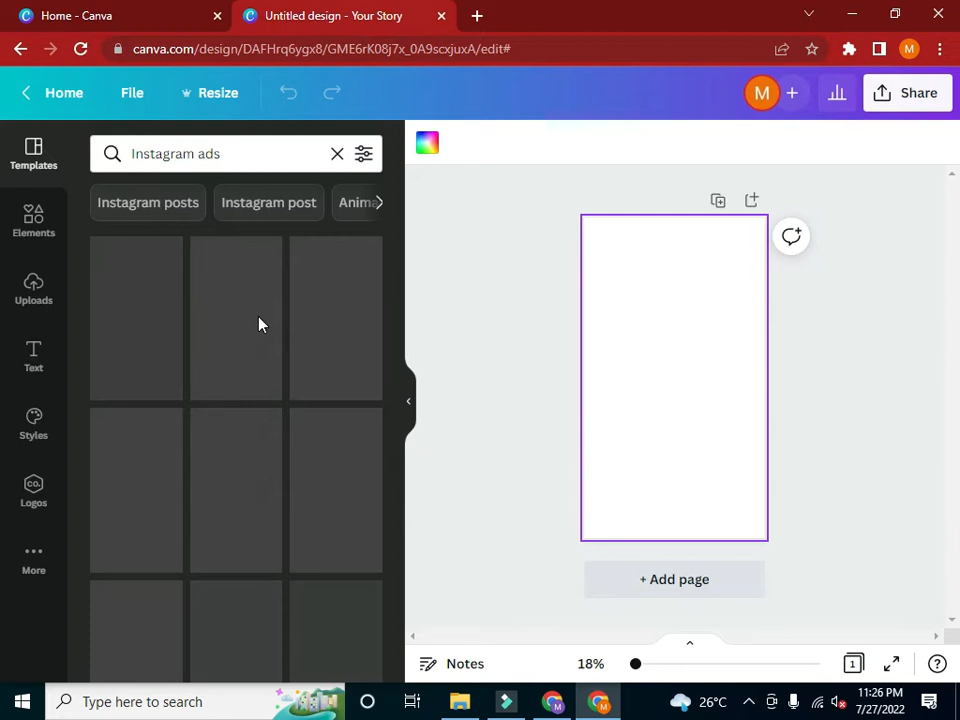 Home - Canva
Untitled design - Your Story
canva.com/design/DAFHrq6ygx8/GME6rK08j7x_0A9scxjuxA/edit#
M
Home
File
Resize
M
Share
Templates
Instagram ads
Instagram posts
Instagram post
Anima
Elements
Uploads
Text
Styles
CO.
Logos
More
+ Add page
Notes
18%
1
Type here to search
26°C
11:26 PM
7/27/2022